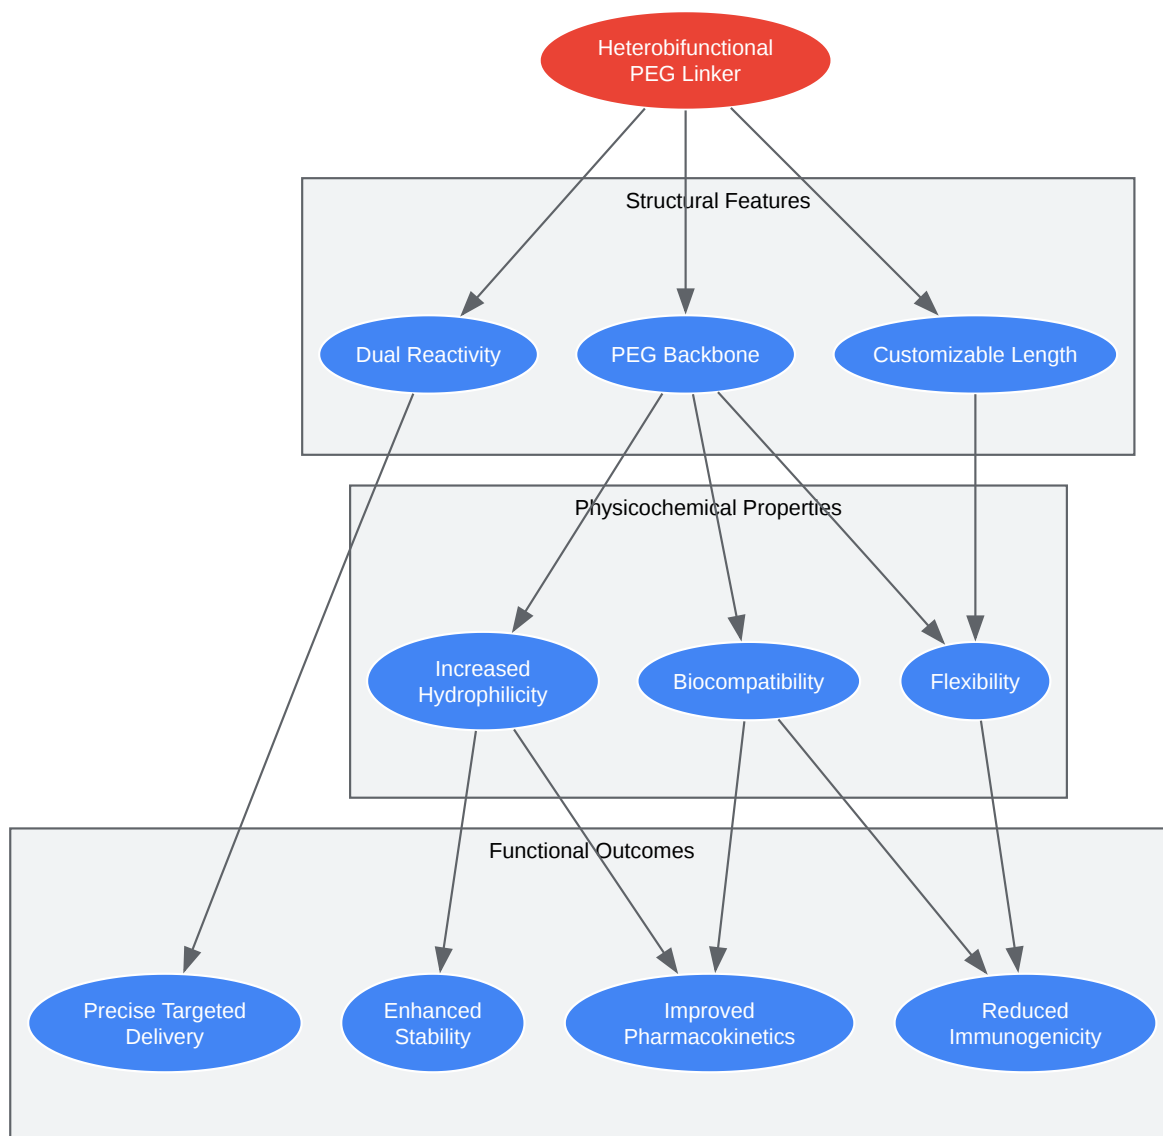 Heterobifunctional
PEG Linker
Structural Features
Dual Reactivity
PEG Backbone
Customizable Length
Physicochemical Properties
Increased
Hydrophilicity
Biocompatibility
Flexibility
Functional Outcomes
Precise Targeted
Delivery
Enhanced
Stability
Improved
Pharmacokinetics
Reduced
Immunogenicity